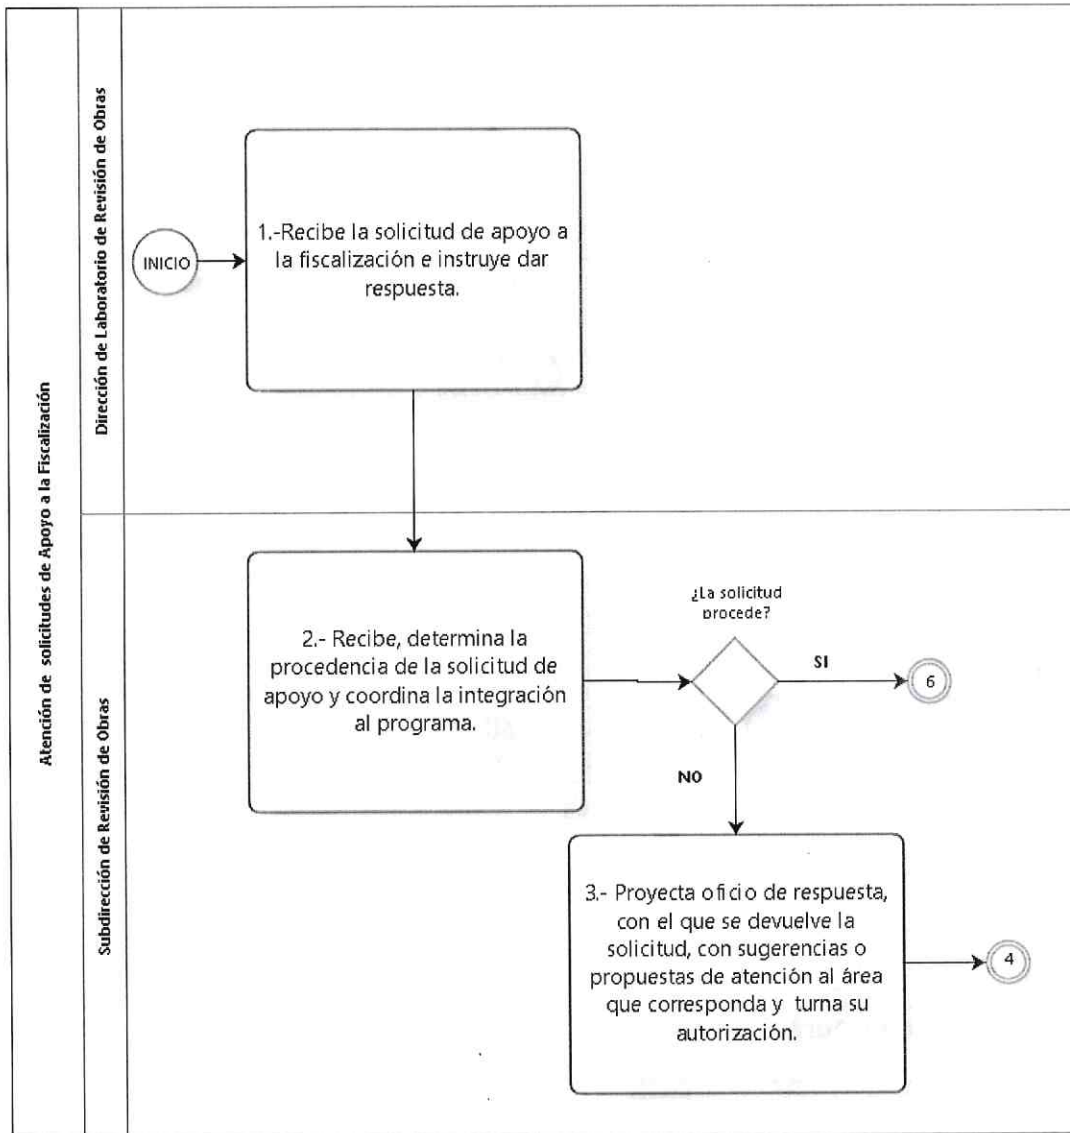 Atención de solicitudes de Apoyo a la Fiscalización
Dirección de Laboratorio de Revisión de Obras
INICIO
1.-Recibe la solicitud de apoyo a
la fiscalización e instruye dar
respuesta.
Subdirección de Revisión de Obras
2.- Recibe, determina la
procedencia de la solicitud de
apoyo y coordina la integración
al programa.
¿La solicitud
procede?
SI
6
NO
3.- Proyecta oficio de respuesta,
con el que se devuelve la
solicitud, con sugerencias o
propuestas de atención al área
que corresponda y turna su
autorización.
4